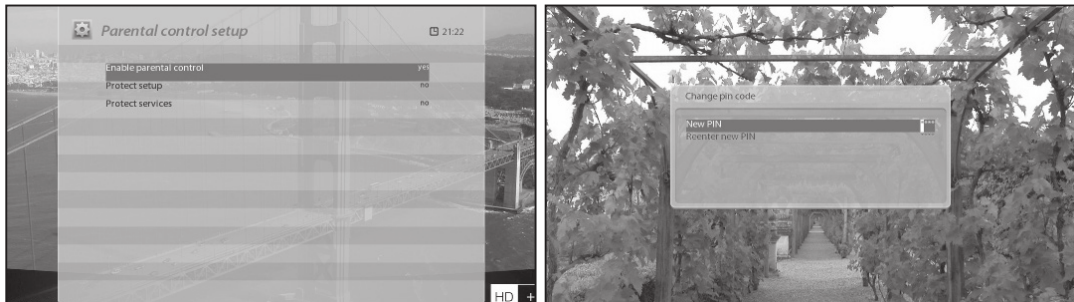 Parental control setup
21:22
Enable parental control yes
Protect setup no
Protect services no
HD +
Change pin code
New PIN ****
Reenter new PIN